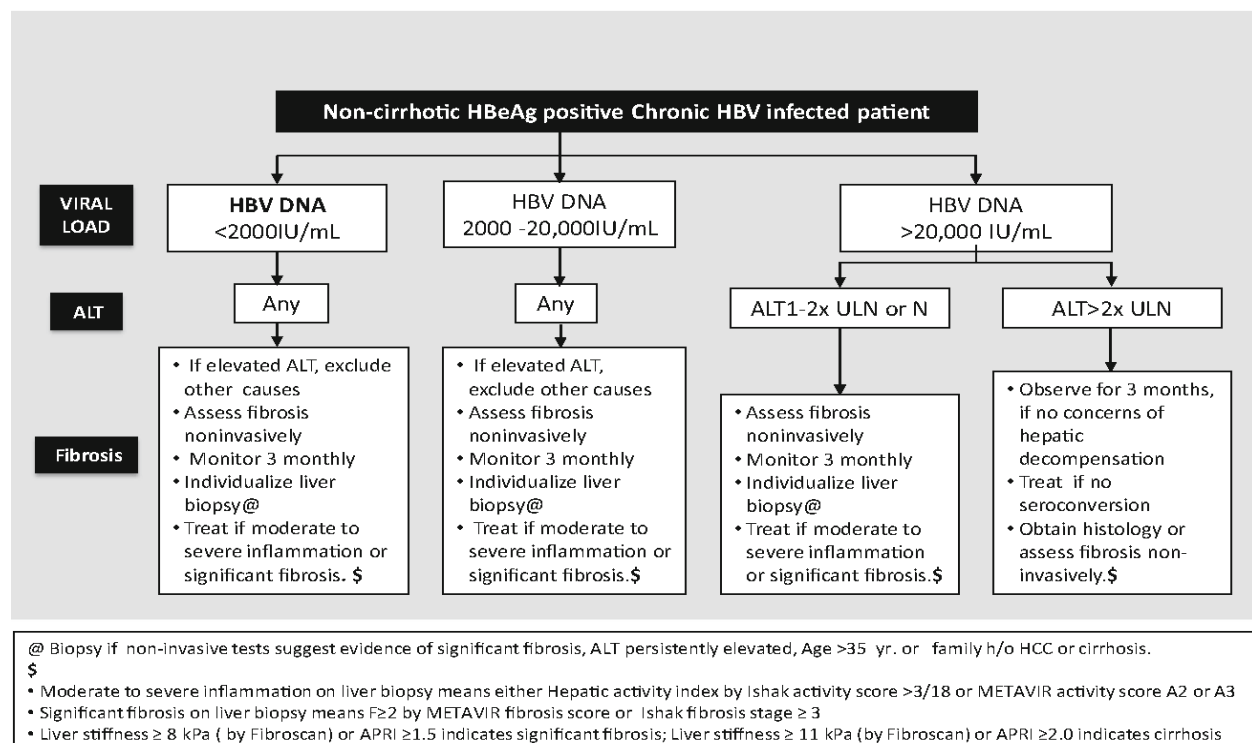 Non-cirrhotic HBeAg positive Chronic HBV infected patient
VIRAL
LOAD
HBV DNA
<2000IU/mL
HBV DNA
2000 -20,000IU/mL
HBV DNA
>20,000 IU/mL
ALT
Any
Any
ALT1-2x ULN or N
ALT>2x ULN
Fibrosis
• If elevated ALT, exclude
other causes
• Assess fibrosis
noninvasively
• Monitor 3 monthly
• Individualize liver
biopsy@
• Treat if moderate to
severe inflammation or
significant fibrosis. $
• If elevated ALT,
exclude other causes
• Assess fibrosis
noninvasively
• Monitor 3 monthly
• Individualize liver
biopsy@
• Treat if moderate to
severe inflammation or
significant fibrosis.$
• Assess fibrosis
noninvasively
• Monitor 3 monthly
• Individualize liver
biopsy@
• Treat if moderate to
severe inflammation
or significant fibrosis.$
• Observe for 3 months,
if no concerns of
hepatic
decompensation
• Treat if no
seroconversion
• Obtain histology or
assess fibrosis non-
invasively.$
@ Biopsy if non-invasive tests suggest evidence of significant fibrosis, ALT persistently elevated, Age >35 yr. or family h/o HCC or cirrhosis.
$
• Moderate to severe inflammation on liver biopsy means either Hepatic activity index by Ishak activity score >3/18 or METAVIR activity score A2 or A3
• Significant fibrosis on liver biopsy means F≥2 by METAVIR fibrosis score or Ishak fibrosis stage ≥ 3
• Liver stiffness ≥ 8 kPa ( by Fibroscan) or APRI ≥1.5 indicates significant fibrosis; Liver stiffness ≥ 11 kPa (by Fibroscan) or APRI ≥2.0 indicates cirrhosis